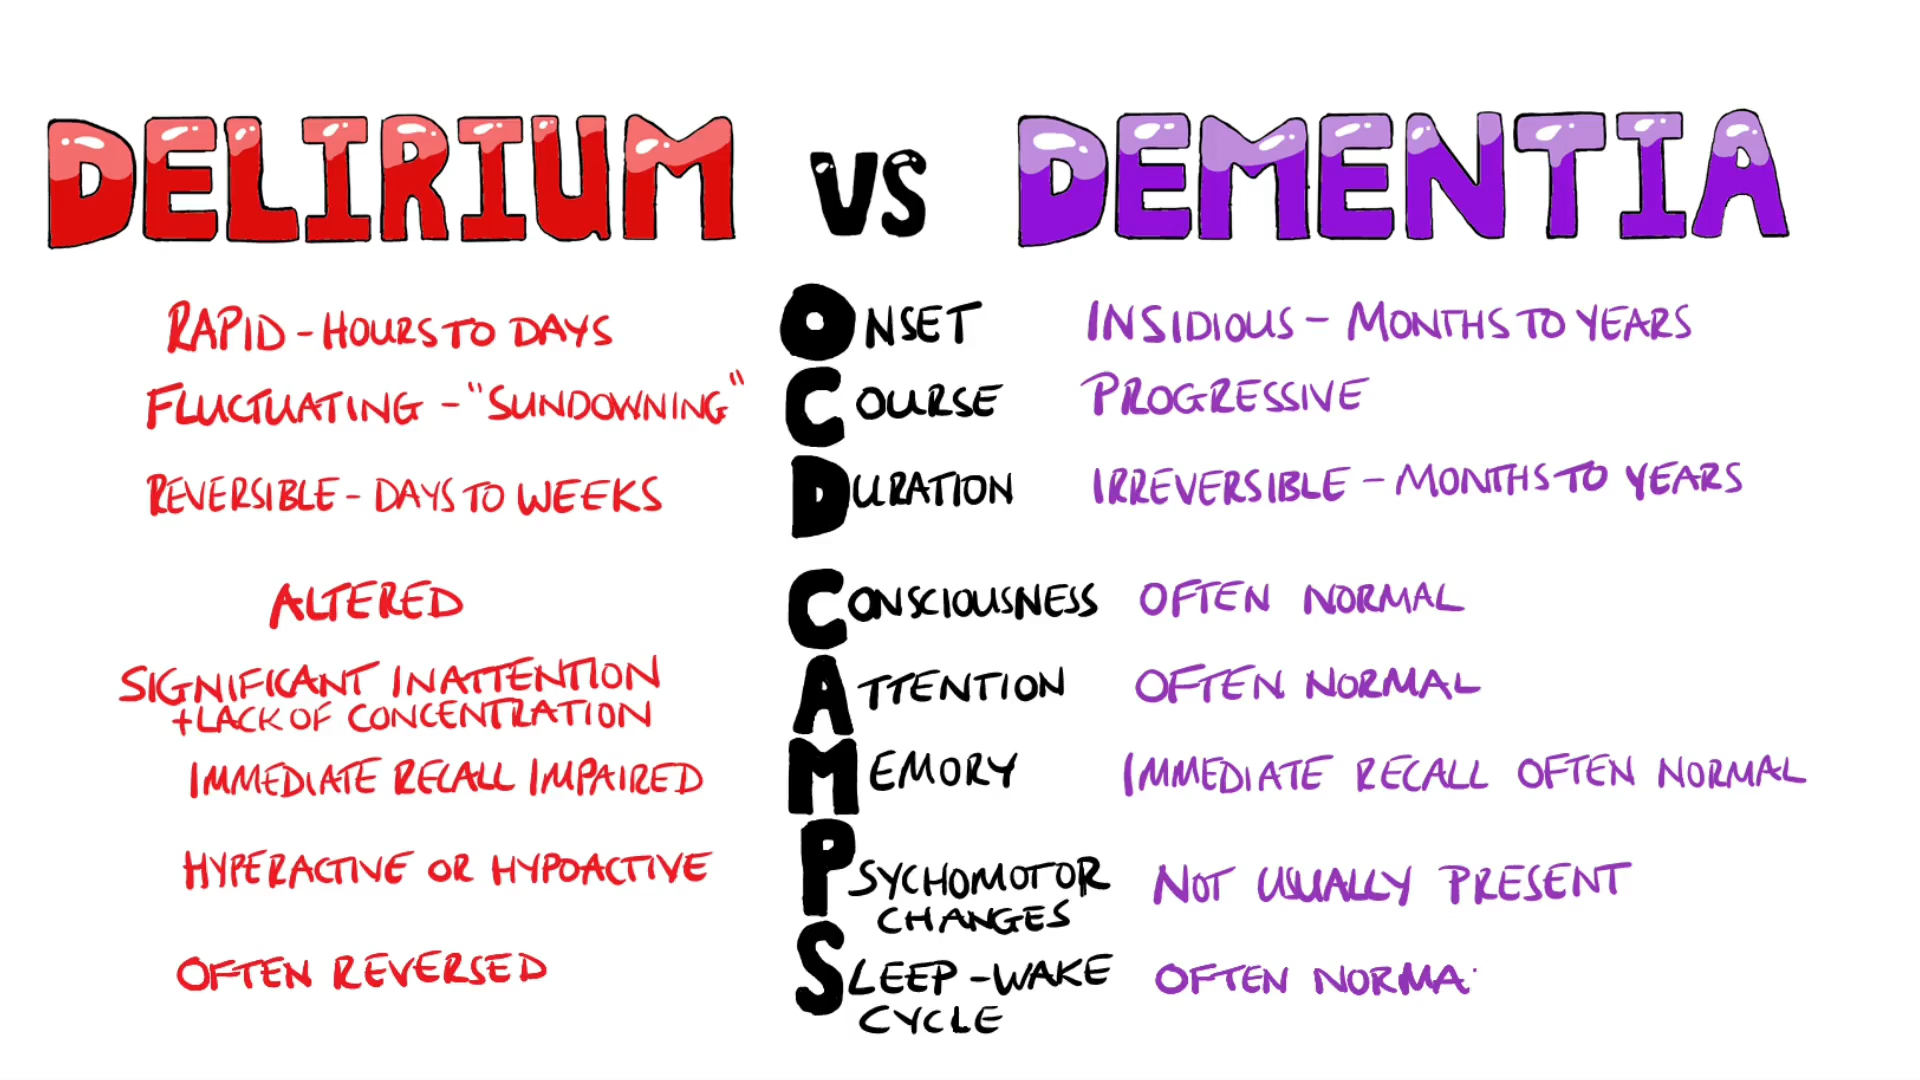 DELIRIUM VS DEMENTIA
RAPID - HOURS TO DAYS ONSET INSIDIOUS - MONTHS TO YEARS
FLUCTUATING - "SUNDOWNING" COURSE PROGRESSIVE
REVERSIBLE - DAYS TO WEEKS DURATION IRREVERSIBLE - MONTHS TO YEARS
ALTERED CONSCIOUSNESS OFTEN NORMAL
SIGNIFICANT INATTENTION ATTENTION OFTEN NORMAL
+ LACK OF CONCENTRATION
IMMEDIATE RECALL IMPAIRED MEMORY IMMEDIATE RECALL OFTEN NORMAL
HYPERACTIVE OR HYPOACTIVE PSYCHOMOTOR NOT USUALLY PRESENT
CHANGES
OFTEN REVERSED SLEEP-WAKE OFTEN NORMA
CYCLE